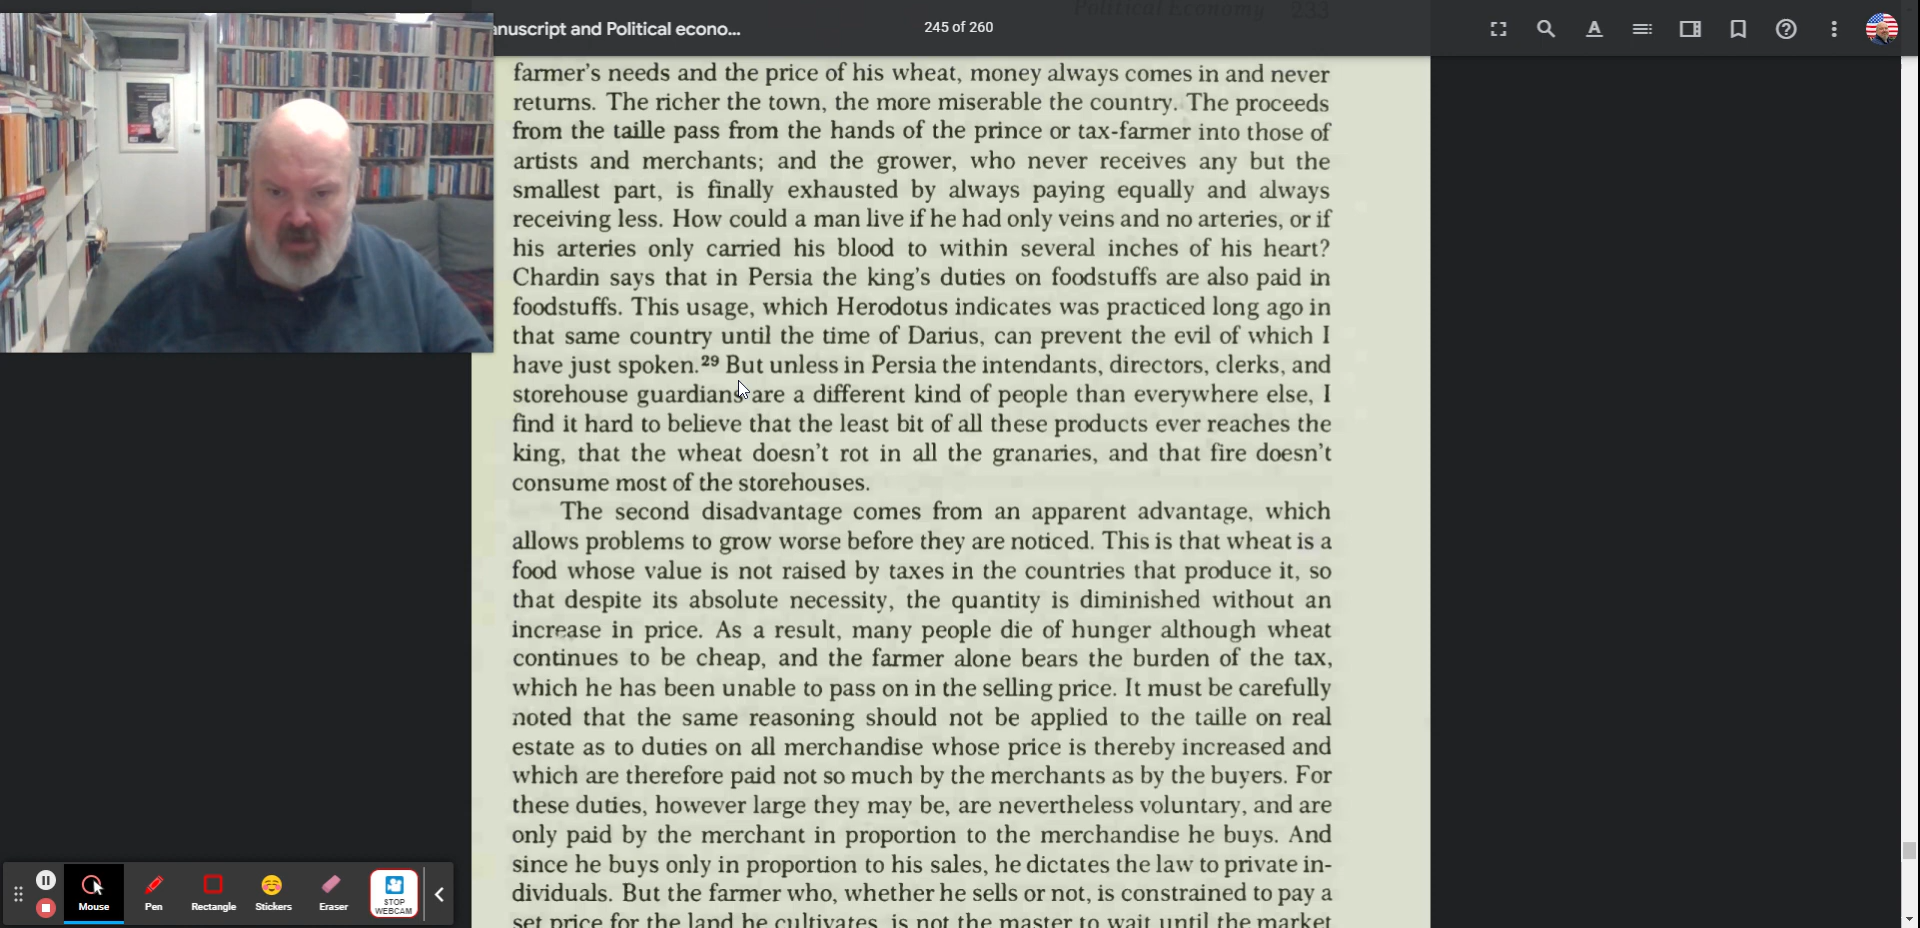 Political Economy 233
nuscript and Political econo...
245 of 260
farmer's needs and the price of his wheat, money always comes in and never
returns. The richer the town, the more miserable the country. The proceeds
from the taille pass from the hands of the prince or tax-farmer into those of
artists and merchants; and the grower, who never receives any but the
smallest part, is finally exhausted by always paying equally and always
receiving less. How could a man live if he had only veins and no arteries, or if
his arteries only carried his blood to within several inches of his heart?
Chardin says that in Persia the king's duties on foodstuffs are also paid in
foodstuffs. This usage, which Herodotus indicates was practiced long ago in
that same country until the time of Darius, can prevent the evil of which I
have just spoken.²⁹ But unless in Persia the intendants, directors, clerks, and
storehouse guardians are a different kind of people than everywhere else, I
find it hard to believe that the least bit of all these products ever reaches the
king, that the wheat doesn't rot in all the granaries, and that fire doesn't
consume most of the storehouses.
The second disadvantage comes from an apparent advantage, which
allows problems to grow worse before they are noticed. This is that wheat is a
food whose value is not raised by taxes in the countries that produce it, so
that despite its absolute necessity, the quantity is diminished without an
increase in price. As a result, many people die of hunger although wheat
continues to be cheap, and the farmer alone bears the burden of the tax,
which he has been unable to pass on in the selling price. It must be carefully
noted that the same reasoning should not be applied to the taille on real
estate as to duties on all merchandise whose price is thereby increased and
which are therefore paid not so much by the merchants as by the buyers. For
these duties, however large they may be, are nevertheless voluntary, and are
only paid by the merchant in proportion to the merchandise he buys. And
since he buys only in proportion to his sales, he dictates the law to private in-
dividuals. But the farmer who, whether he sells or not, is constrained to pay a
set price for the land he cultivates, is not the master to wait until the market
Mouse
Pen
Rectangle
Stickers
Eraser
STOP
WEBCAM